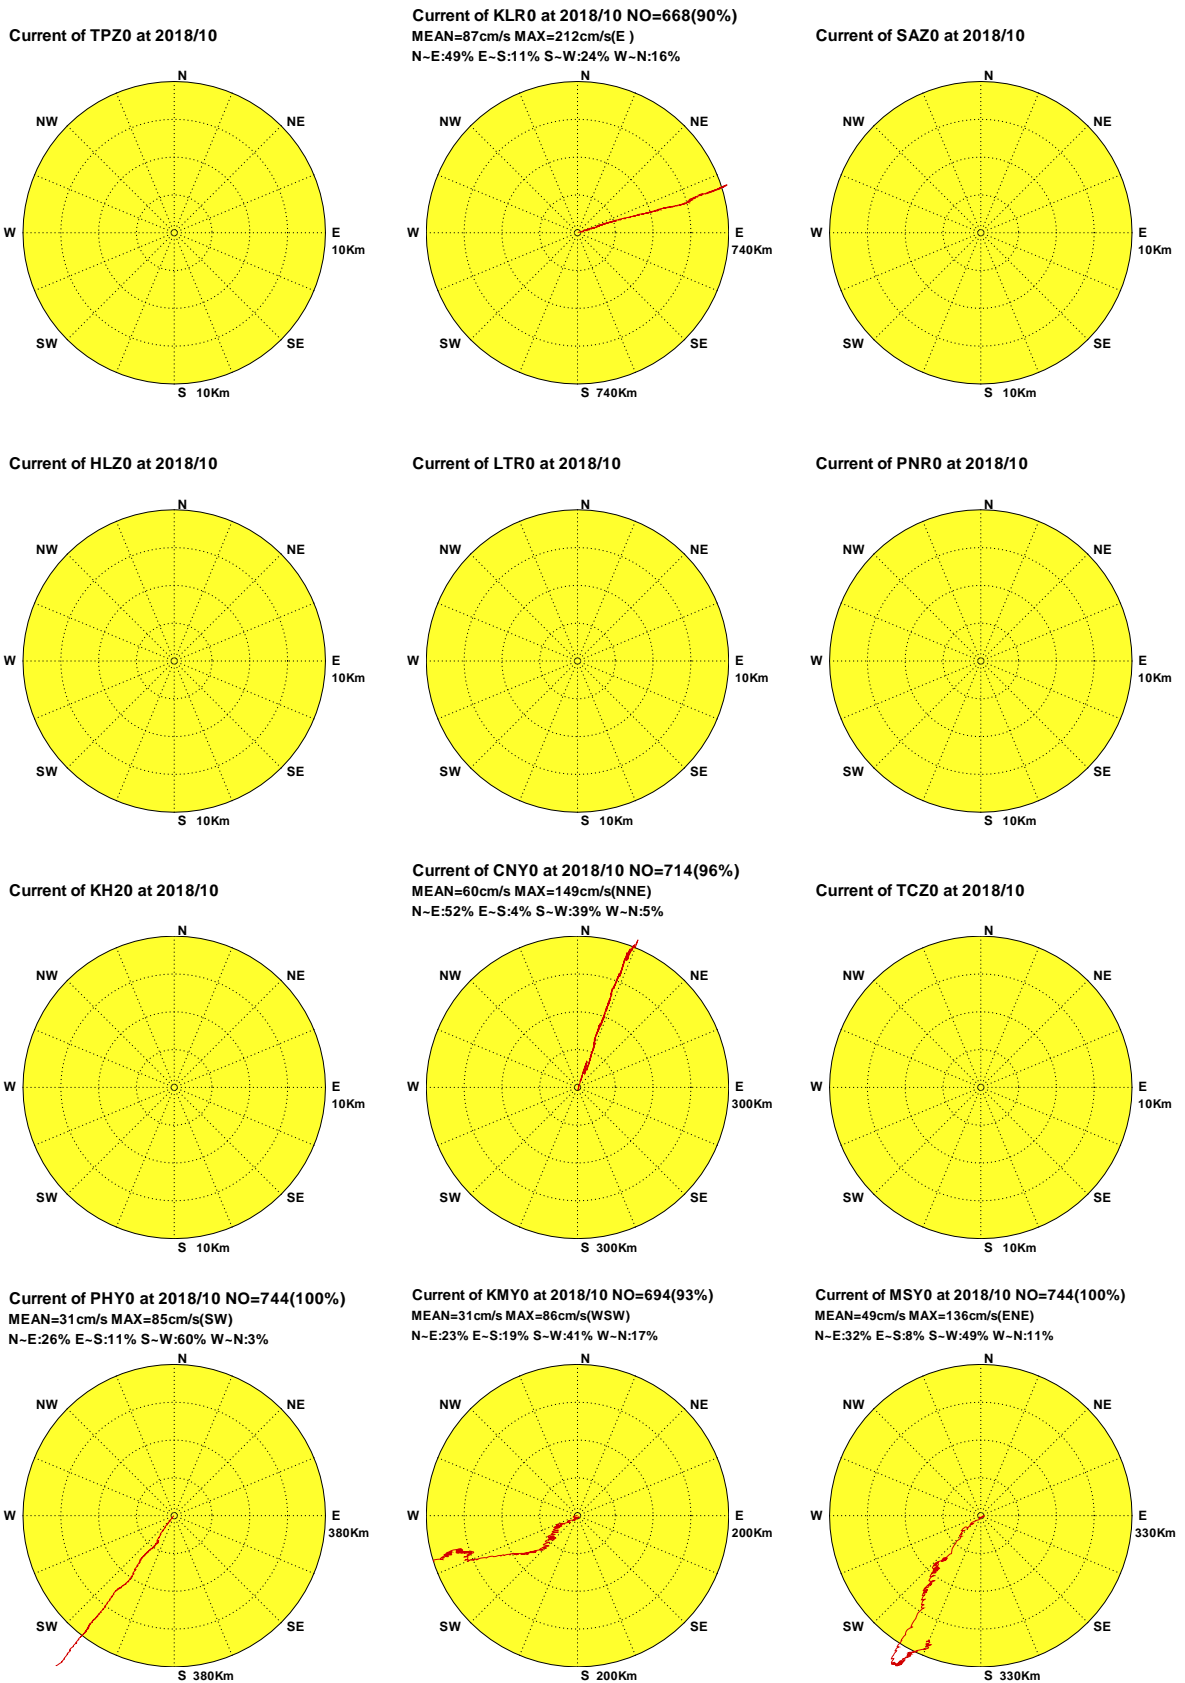 Current of TPZ0 at 2018/10
N
NW
NE
W
E
10Km
SW
SE
S 10Km
Current of KLR0 at 2018/10 NO=668(90%)
MEAN=87cm/s MAX=212cm/s(E )
N~E:49% E~S:11% S~W:24% W~N:16%
N
NW
NE
W
E
740Km
SW
SE
S 740Km
Current of SAZ0 at 2018/10
N
NW
NE
W
E
10Km
SW
SE
S 10Km
Current of HLZ0 at 2018/10
N
NW
NE
W
E
10Km
SW
SE
S 10Km
Current of LTR0 at 2018/10
N
NW
NE
W
E
10Km
SW
SE
S 10Km
Current of PNR0 at 2018/10
N
NW
NE
W
E
10Km
SW
SE
S 10Km
Current of KH20 at 2018/10
N
NW
NE
W
E
10Km
SW
SE
S 10Km
Current of CNY0 at 2018/10 NO=714(96%)
MEAN=60cm/s MAX=149cm/s(NNE)
N~E:52% E~S:4% S~W:39% W~N:5%
N
NW
NE
W
E
300Km
SW
SE
S 300Km
Current of TCZ0 at 2018/10
N
NW
NE
W
E
10Km
SW
SE
S 10Km
Current of PHY0 at 2018/10 NO=744(100%)
MEAN=31cm/s MAX=85cm/s(SW)
N~E:26% E~S:11% S~W:60% W~N:3%
N
NW
NE
W
E
380Km
SW
SE
S 380Km
Current of KMY0 at 2018/10 NO=694(93%)
MEAN=31cm/s MAX=86cm/s(WSW)
N~E:23% E~S:19% S~W:41% W~N:17%
N
NW
NE
W
E
200Km
SW
SE
S 200Km
Current of MSY0 at 2018/10 NO=744(100%)
MEAN=49cm/s MAX=136cm/s(ENE)
N~E:32% E~S:8% S~W:49% W~N:11%
N
NW
NE
W
E
330Km
SW
SE
S 330Km